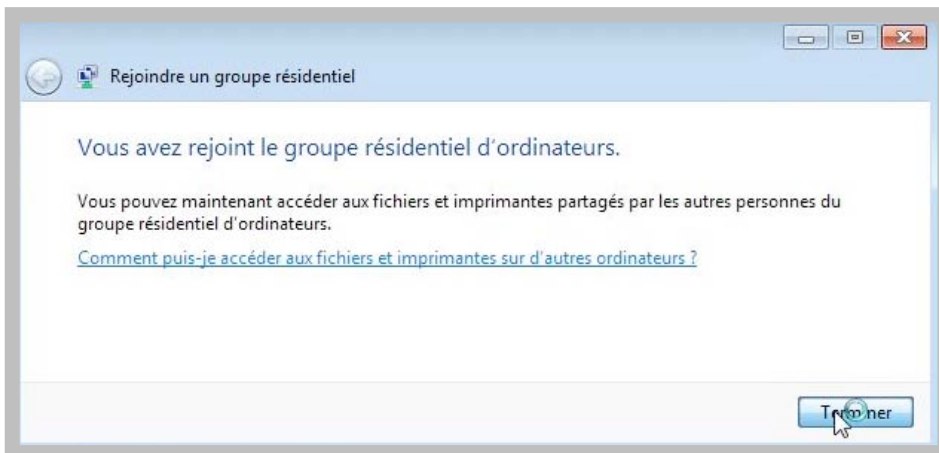 Rejoindre un groupe résidentiel
Vous avez rejoint le groupe résidentiel d'ordinateurs.
Vous pouvez maintenant accéder aux fichiers et imprimantes partagés par les autres personnes du
groupe résidentiel d'ordinateurs.
Comment puis-je accéder aux fichiers et imprimantes sur d'autres ordinateurs ?
Terminer